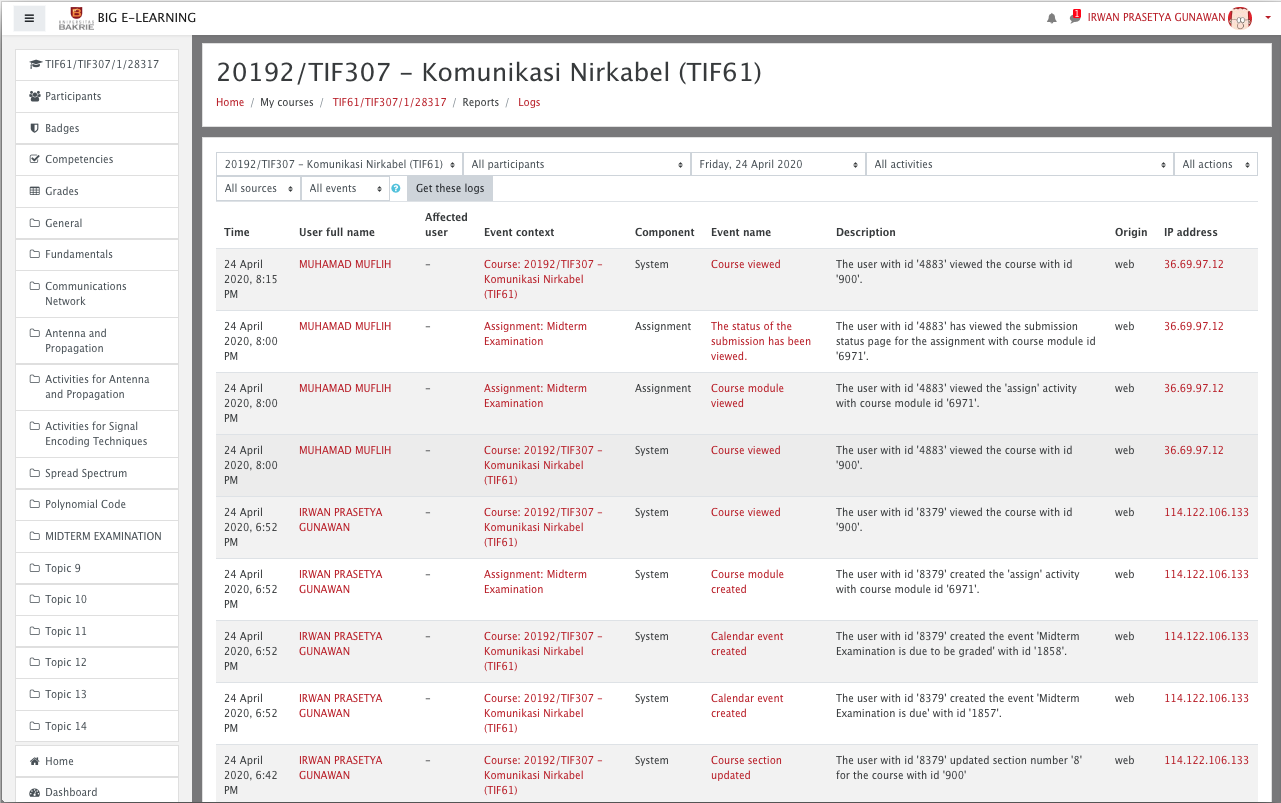 UNIVERSITAS
BAKRIE
BIG E-LEARNING
1
IRWAN PRASETYA GUNAWAN
TIF61/TIF307/1/28317
Participants
Badges
Competencies
Grades
General
Fundamentals
Communications
Network
Antenna and
Propagation
Activities for Antenna
and Propagation
Activities for Signal
Encoding Techniques
Spread Spectrum
Polynomial Code
MIDTERM EXAMINATION
Topic 9
Topic 10
Topic 11
Topic 12
Topic 13
Topic 14
Home
Dashboard
20192/TIF307 - Komunikasi Nirkabel (TIF61)
Home / My courses / TIF61/TIF307/1/28317 / Reports / Logs
20192/TIF307 - Komunikasi Nirkabel (TIF61) All participants Friday, 24 April 2020 All activities All actions
All sources All events ? Get these logs
Time User full name Affected user Event context Component Event name Description Origin IP address
24 April MUHAMAD MUFLIH - Course: 20192/TIF307 - System Course viewed The user with id '4883' viewed the course with id web 36.69.97.12
2020, 8:15 Komunikasi Nirkabel '900'.
PM (TIF61)
24 April MUHAMAD MUFLIH - Assignment: Midterm Assignment The status of the The user with id '4883' has viewed the submission web 36.69.97.12
2020, 8:00 Examination submission has been status page for the assignment with course module id
PM viewed. '6971'.
24 April MUHAMAD MUFLIH - Assignment: Midterm Assignment Course module The user with id '4883' viewed the 'assign' activity web 36.69.97.12
2020, 8:00 Examination viewed with course module id '6971'.
PM
24 April MUHAMAD MUFLIH - Course: 20192/TIF307 - System Course viewed The user with id '4883' viewed the course with id web 36.69.97.12
2020, 8:00 Komunikasi Nirkabel '900'.
PM (TIF61)
24 April IRWAN PRASETYA - Course: 20192/TIF307 - System Course viewed The user with id '8379' viewed the course with id web 114.122.106.133
2020, 6:52 GUNAWAN Komunikasi Nirkabel '900'.
PM (TIF61)
24 April IRWAN PRASETYA - Assignment: Midterm System Course module The user with id '8379' created the 'assign' activity web 114.122.106.133
2020, 6:52 GUNAWAN Examination created with course module id '6971'.
PM
24 April IRWAN PRASETYA - Course: 20192/TIF307 - System Calendar event The user with id '8379' created the event 'Midterm web 114.122.106.133
2020, 6:52 GUNAWAN Komunikasi Nirkabel created Examination is due to be graded' with id '1858'.
PM (TIF61)
24 April IRWAN PRASETYA - Course: 20192/TIF307 - System Calendar event The user with id '8379' created the event 'Midterm web 114.122.106.133
2020, 6:52 GUNAWAN Komunikasi Nirkabel created Examination is due' with id '1857'.
PM (TIF61)
24 April IRWAN PRASETYA - Course: 20192/TIF307 - System Course section The user with id '8379' updated section number '8' web 114.122.106.133
2020, 6:42 GUNAWAN Komunikasi Nirkabel updated for the course with id '900'
PM (TIF61)